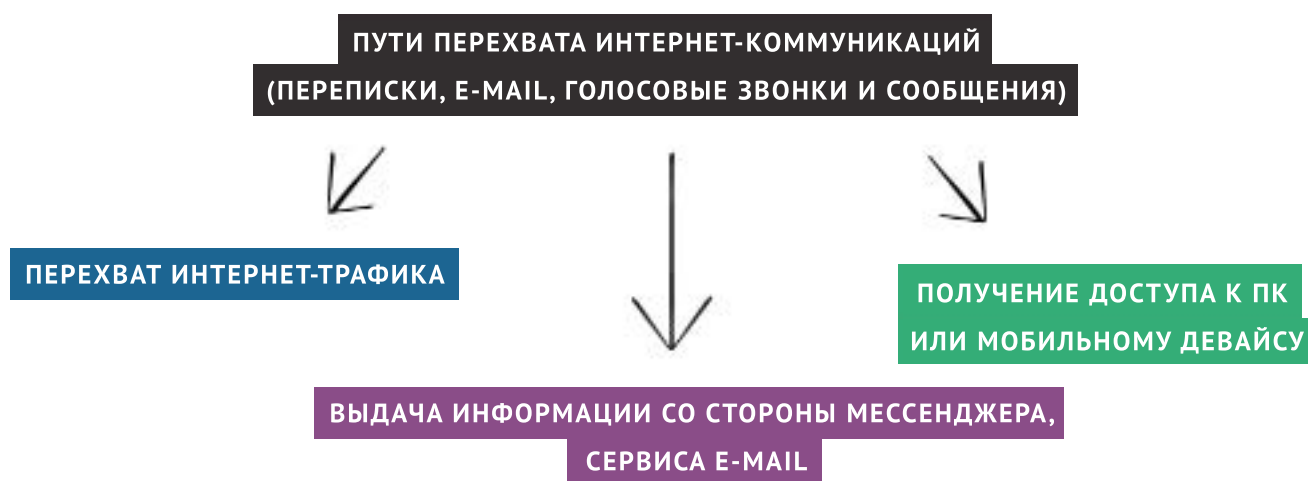 ПУТИ ПЕРЕХВАТА ИНТЕРНЕТ-КОММУНИКАЦИЙ
(ПЕРЕПИСКИ, E-MAIL, ГОЛОСОВЫЕ ЗВОНКИ И СООБЩЕНИЯ)
ПЕРЕХВАТ ИНТЕРНЕТ-ТРАФИКА
ПОЛУЧЕНИЕ ДОСТУПА К ПК
ИЛИ МОБИЛЬНОМУ ДЕВАЙСУ
ВЫДАЧА ИНФОРМАЦИИ СО СТОРОНЫ МЕССЕНДЖЕРА,
СЕРВИСА E-MAIL